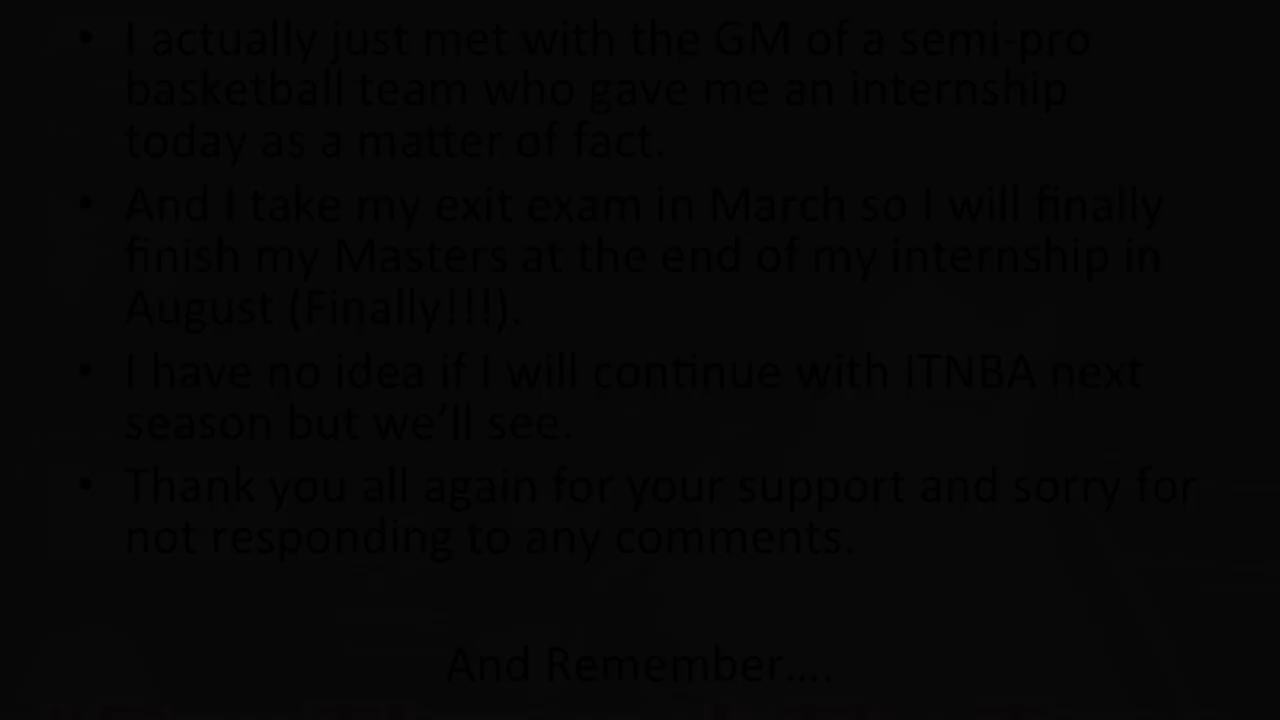 • I actually just met with the GM of a semi-pro
basketball team who gave me an internship
today as a matter of fact.
• And I take my exit exam in March so I will finally
finish my Masters at the end of my internship in
August (Finally!!!).
• I have no idea if I will continue with ITNBA next
season but we'll see.
• Thank you all again for your support and sorry for
not responding to any comments.
And Remember....